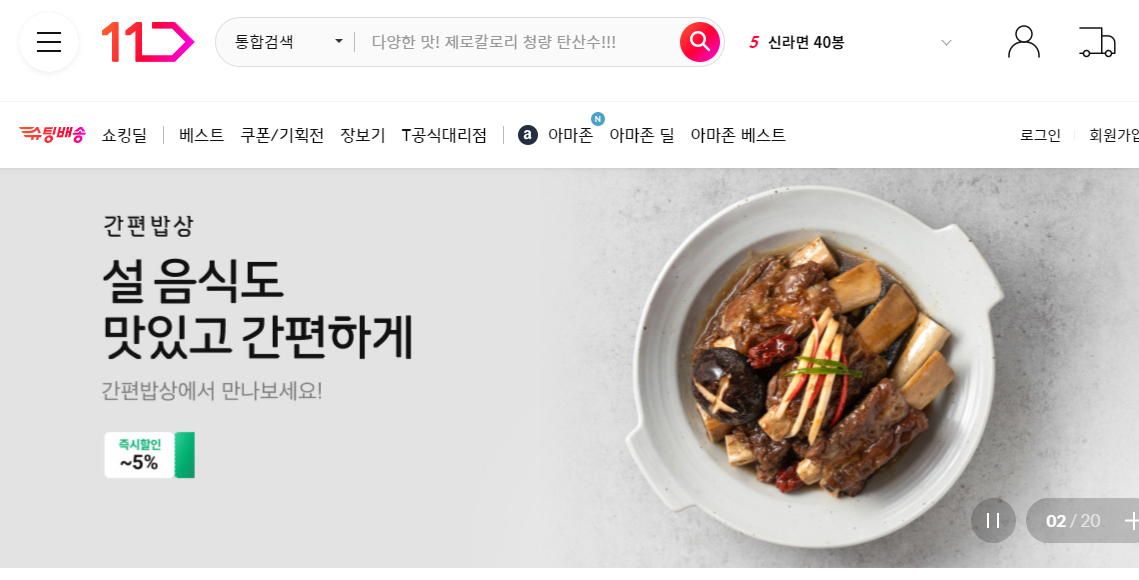 11
통합검색
다양한 맛! 제로칼로리 청량 탄산수!!!
5 신라면 40봉
슈팅배송 쇼킹딜 베스트 쿠폰/기획전 장보기 T공식대리점 a 아마존 N 아마존 딜 아마존 베스트 로그인 회원가입
간편밥상
설 음식도
맛있고 간편하게
간편밥상에서 만나보세요!
즉시할인
~5%
02 / 20